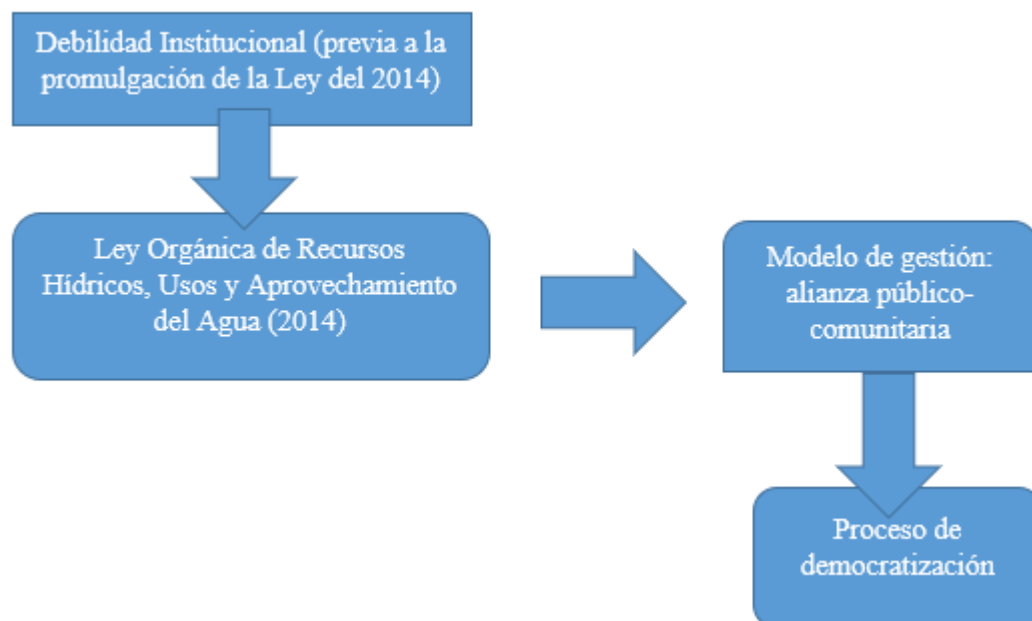 Debilidad Institucional (previa a la
promulgación de la Ley del 2014)
Ley Orgánica de Recursos
Hídricos, Usos y Aprovechamiento
del Agua (2014)
Modelo de gestión:
alianza público-
comunitaria
Proceso de
democratización